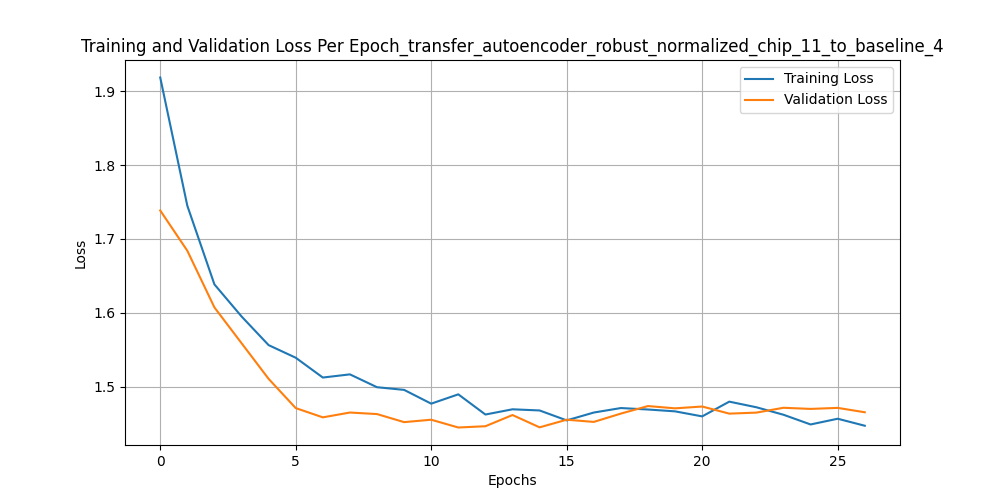 Training and Validation Loss Per Epoch_transfer_autoencoder_robust_normalized_chip_11_to_baseline_4
Training Loss
Validation Loss
1.9
1.8
1.7
1.6
1.5
Loss
0 5 10 15 20 25
Epochs